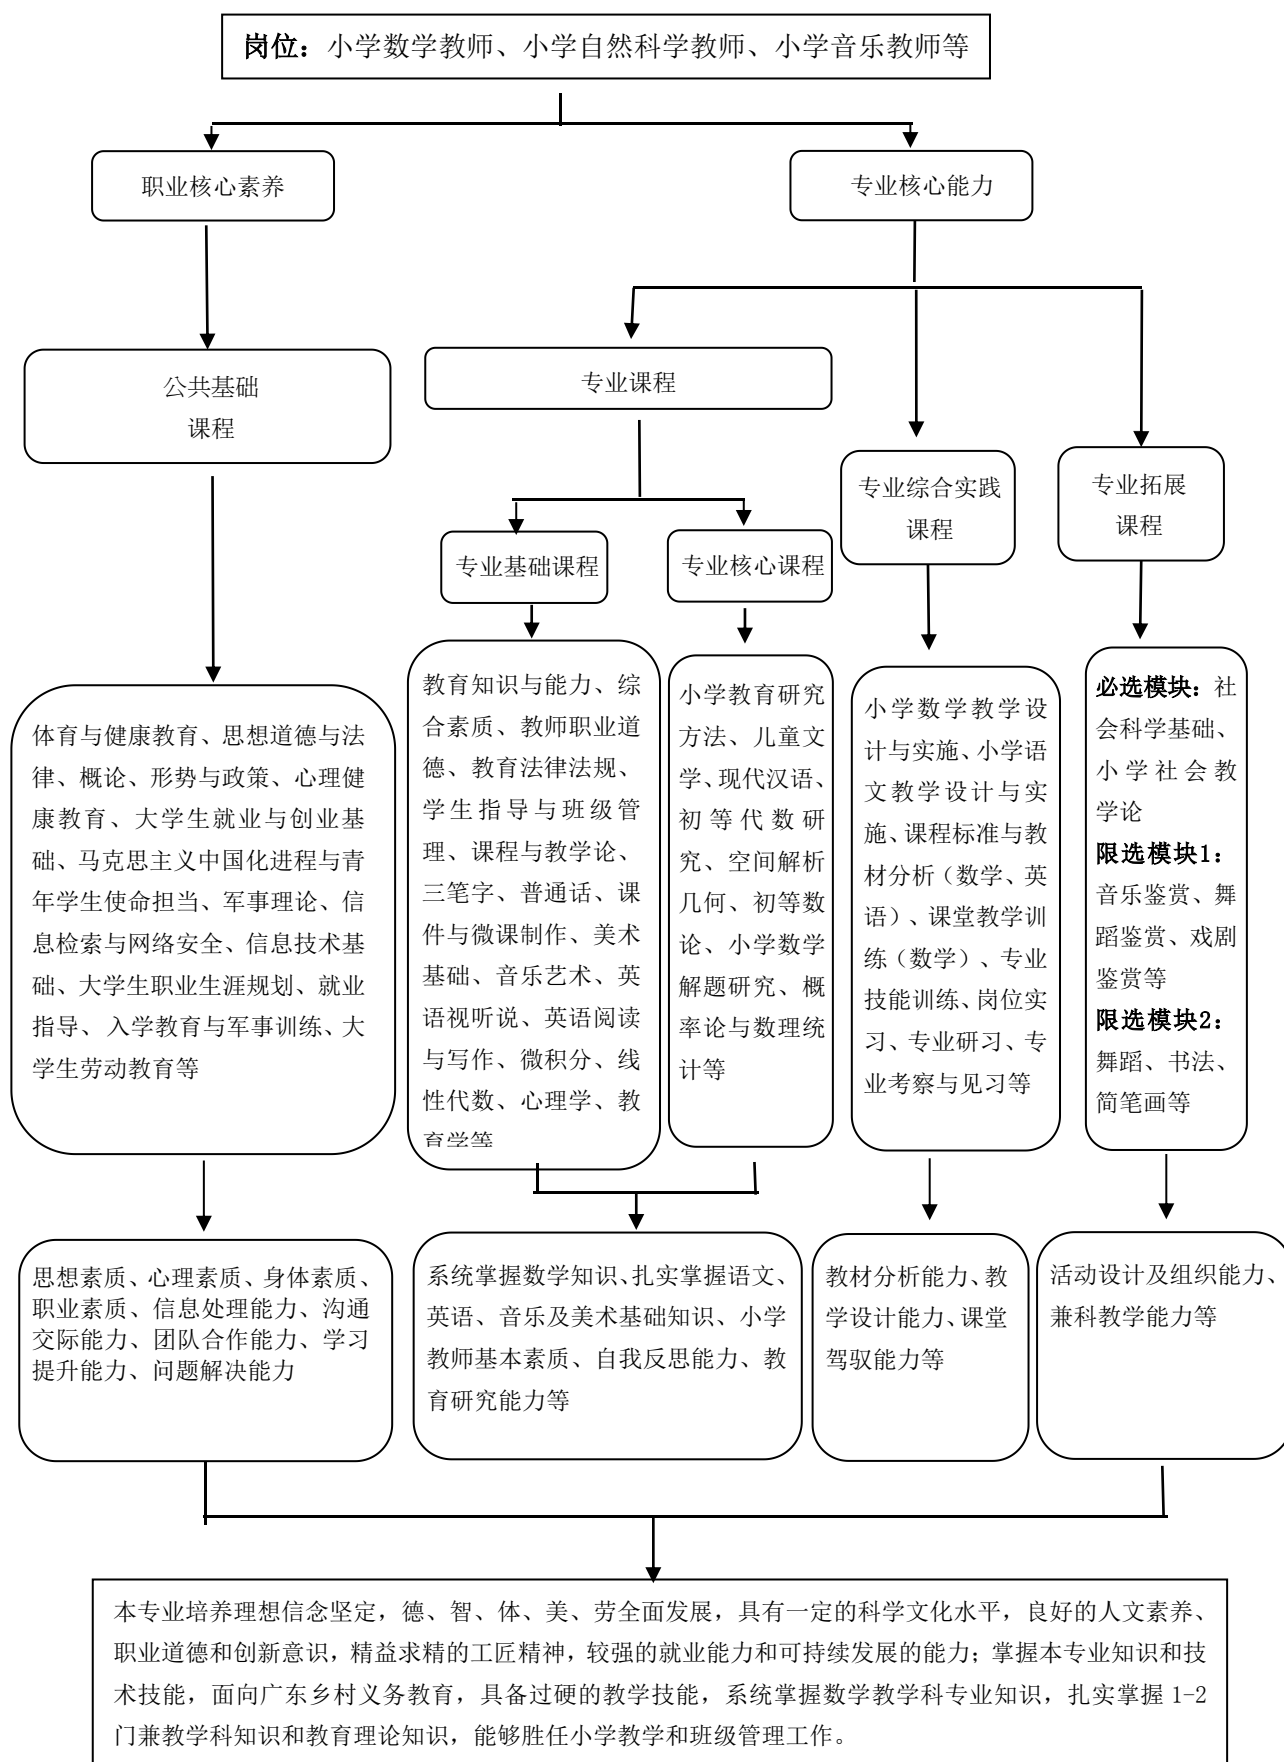 岗位：小学数学教师、小学自然科学教师、小学音乐教师等
职业核心素养
专业核心能力
公共基础
课程
专业课程
专业综合实践
课程
专业拓展
课程
专业基础课程
专业核心课程
体育与健康教育、思想道德与法
律、概论、形势与政策、心理健
康教育、大学生就业与创业基
础、马克思主义中国化进程与青
年学生使命担当、军事理论、信
息检索与网络安全、信息技术基
础、大学生职业生涯规划、就业
指导、入学教育与军事训练、大
学生劳动教育等
教育知识与能力、综
合素质、教师职业道
德、教育法律法规、
学生指导与班级管
理、课程与教学论、
三笔字、普通话、课
件与微课制作、美术
基础、音乐艺术、英
语视听说、英语阅读
与写作、微积分、线
性代数、心理学、教
育学等
小学教育研究
方法、儿童文
学、现代汉语、
初等代数研
究、空间解析
几何、初等数
论、小学数学
解题研究、概
率论与数理统
计等
小学数学教学设
计与实施、小学语
文教学设计与实
施、课程标准与教
材分析（数学、英
语）、课堂教学训
练（数学）、专业
技能训练、岗位实
习、专业研习、专
业考察与见习等
必选模块：社
会科学基础、
小学社会教
学论
限选模块1：
音乐鉴赏、舞
蹈鉴赏、戏剧
鉴赏等
限选模块2：
舞蹈、书法、
简笔画等
思想素质、心理素质、身体素质、
职业素质、信息处理能力、沟通
交际能力、团队合作能力、学习
提升能力、问题解决能力
系统掌握数学知识、扎实掌握语文、
英语、音乐及美术基础知识、小学
教师基本素质、自我反思能力、教
育研究能力等
教材分析能力、教
学设计能力、课堂
驾驭能力等
活动设计及组织能力、
兼科教学能力等
本专业培养理想信念坚定，德、智、体、美、劳全面发展，具有一定的科学文化水平，良好的人文素养、
职业道德和创新意识，精益求精的工匠精神，较强的就业能力和可持续发展的能力；掌握本专业知识和技
术技能，面向广东乡村义务教育，具备过硬的教学技能，系统掌握数学教学科专业知识，扎实掌握 1-2
门兼教学科知识和教育理论知识，能够胜任小学教学和班级管理工作。